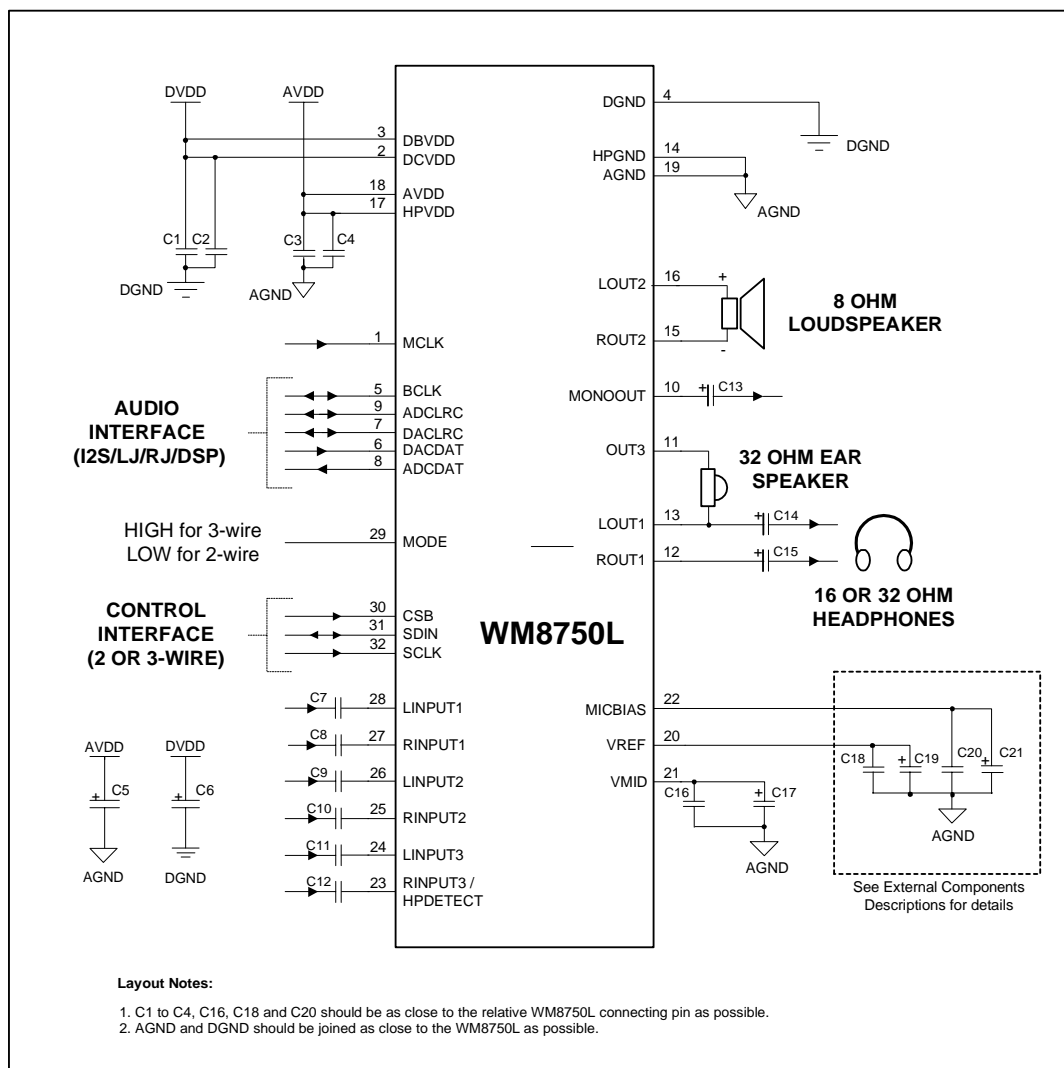 DVDD
AVDD
3
DBVDD
2
DCVDD
18
AVDD
17
HPVDD
C1
C2
C3
C4
DGND
AGND
1
MCLK
AUDIO
INTERFACE
(I2S/LJ/RJ/DSP)
5
BCLK
9
ADCLRC
7
DACLRC
6
DACDAT
8
ADCDAT
HIGH for 3-wire
LOW for 2-wire
29
MODE
CONTROL
INTERFACE
(2 OR 3-WIRE)
30
CSB
31
SDIN
32
SCLK
C7
28
LINPUT1
C8
27
RINPUT1
C9
26
LINPUT2
C10
25
RINPUT2
C11
24
LINPUT3
C12
23
RINPUT3 /
HPDETECT
AVDD
DVDD
+
C5
+
C6
AGND
DGND
WM8750L
DGND
4
DGND
HPGND
14
AGND
19
AGND
LOUT2
16
+
ROUT2
15
-
8 OHM
LOUDSPEAKER
MONOOUT
10
+
C13
OUT3
11
32 OHM EAR
SPEAKER
LOUT1
13
+
C14
ROUT1
12
+
C15
16 OR 32 OHM
HEADPHONES
MICBIAS
22
VREF
20
VMID
21
C16
+
C17
AGND
C18
+
C19
C20
+
C21
AGND
See External Components
Descriptions for details
Layout Notes:
1. C1 to C4, C16, C18 and C20 should be as close to the relative WM8750L connecting pin as possible.
2. AGND and DGND should be joined as close to the WM8750L as possible.